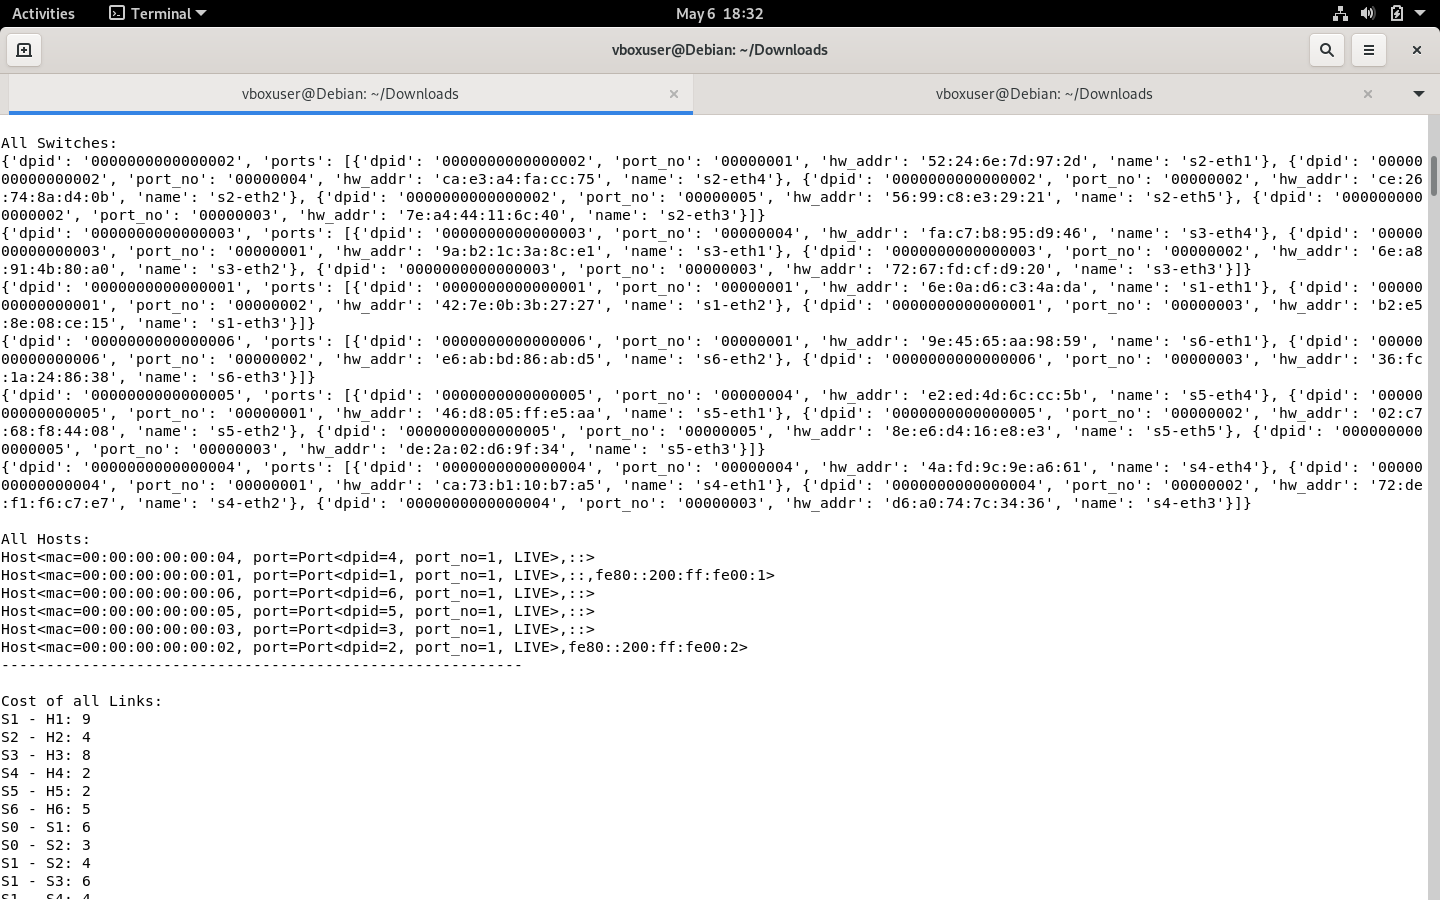 Activities Terminal May 6 18:32
vboxuser@Debian: ~/Downloads
vboxuser@Debian: ~/Downloads vboxuser@Debian: ~/Downloads
All Switches:
{'dpid': '0000000000000002', 'ports': [{'dpid': '0000000000000002', 'port_no': '00000001', 'hw_addr': '52:24:6e:7d:97:2d', 'name': 's2-eth1'}, {'dpid': '00000
00000000002', 'port_no': '00000004', 'hw_addr': 'ca:e3:a4:fa:cc:75', 'name': 's2-eth4'}, {'dpid': '0000000000000002', 'port_no': '00000002', 'hw_addr': 'ce:26
:74:8a:d4:0b', 'name': 's2-eth2'}, {'dpid': '0000000000000002', 'port_no': '00000005', 'hw_addr': '56:99:c8:e3:29:21', 'name': 's2-eth5'}, {'dpid': '000000000
0000002', 'port_no': '00000003', 'hw_addr': '7e:a4:44:11:6c:40', 'name': 's2-eth3'}]}
{'dpid': '0000000000000003', 'ports': [{'dpid': '0000000000000003', 'port_no': '00000004', 'hw_addr': 'fa:c7:b8:95:d9:46', 'name': 's3-eth4'}, {'dpid': '00000
00000000003', 'port_no': '00000001', 'hw_addr': '9a:b2:1c:3a:8c:e1', 'name': 's3-eth1'}, {'dpid': '0000000000000003', 'port_no': '00000002', 'hw_addr': '6e:a8
:91:4b:80:a0', 'name': 's3-eth2'}, {'dpid': '0000000000000003', 'port_no': '00000003', 'hw_addr': '72:67:fd:cf:d9:20', 'name': 's3-eth3'}]}
{'dpid': '0000000000000001', 'ports': [{'dpid': '0000000000000001', 'port_no': '00000001', 'hw_addr': '6e:0a:d6:c3:4a:da', 'name': 's1-eth1'}, {'dpid': '00000
00000000001', 'port_no': '00000002', 'hw_addr': '42:7e:0b:3b:27:27', 'name': 's1-eth2'}, {'dpid': '0000000000000001', 'port_no': '00000003', 'hw_addr': 'b2:e5
:8e:08:ce:15', 'name': 's1-eth3'}]}
{'dpid': '0000000000000006', 'ports': [{'dpid': '0000000000000006', 'port_no': '00000001', 'hw_addr': '9e:45:65:aa:98:59', 'name': 's6-eth1'}, {'dpid': '00000
00000000006', 'port_no': '00000002', 'hw_addr': 'e6:ab:bd:86:ab:d5', 'name': 's6-eth2'}, {'dpid': '0000000000000006', 'port_no': '00000003', 'hw_addr': '36:fc
:1a:24:86:38', 'name': 's6-eth3'}]}
{'dpid': '0000000000000005', 'ports': [{'dpid': '0000000000000005', 'port_no': '00000004', 'hw_addr': 'e2:ed:4d:6c:cc:5b', 'name': 's5-eth4'}, {'dpid': '00000
00000000005', 'port_no': '00000001', 'hw_addr': '46:d8:05:ff:e5:aa', 'name': 's5-eth1'}, {'dpid': '0000000000000005', 'port_no': '00000002', 'hw_addr': '02:c7
:68:f8:44:08', 'name': 's5-eth2'}, {'dpid': '0000000000000005', 'port_no': '00000005', 'hw_addr': '8e:e6:d4:16:e8:e3', 'name': 's5-eth5'}, {'dpid': '000000000
0000005', 'port_no': '00000003', 'hw_addr': 'de:2a:02:d6:9f:34', 'name': 's5-eth3'}]}
{'dpid': '0000000000000004', 'ports': [{'dpid': '0000000000000004', 'port_no': '00000004', 'hw_addr': '4a:fd:9c:9e:a6:61', 'name': 's4-eth4'}, {'dpid': '00000
00000000004', 'port_no': '00000001', 'hw_addr': 'ca:73:b1:10:b7:a5', 'name': 's4-eth1'}, {'dpid': '0000000000000004', 'port_no': '00000002', 'hw_addr': '72:de
:f1:f6:c7:e7', 'name': 's4-eth2'}, {'dpid': '0000000000000004', 'port_no': '00000003', 'hw_addr': 'd6:a0:74:7c:34:36', 'name': 's4-eth3'}]}
All Hosts:
Host<mac=00:00:00:00:00:04, port=Port<dpid=4, port_no=1, LIVE>,::>
Host<mac=00:00:00:00:00:01, port=Port<dpid=1, port_no=1, LIVE>,::,fe80::200:ff:fe00:1>
Host<mac=00:00:00:00:00:06, port=Port<dpid=6, port_no=1, LIVE>,::>
Host<mac=00:00:00:00:00:05, port=Port<dpid=5, port_no=1, LIVE>,::>
Host<mac=00:00:00:00:00:03, port=Port<dpid=3, port_no=1, LIVE>,::>
Host<mac=00:00:00:00:00:02, port=Port<dpid=2, port_no=1, LIVE>,fe80::200:ff:fe00:2>
----------------------------------------------------------
Cost of all Links:
S1 - H1: 9
S2 - H2: 4
S3 - H3: 8
S4 - H4: 2
S5 - H5: 2
S6 - H6: 5
S0 - S1: 6
S0 - S2: 3
S1 - S2: 4
S1 - S3: 6
S1 - S4: 4